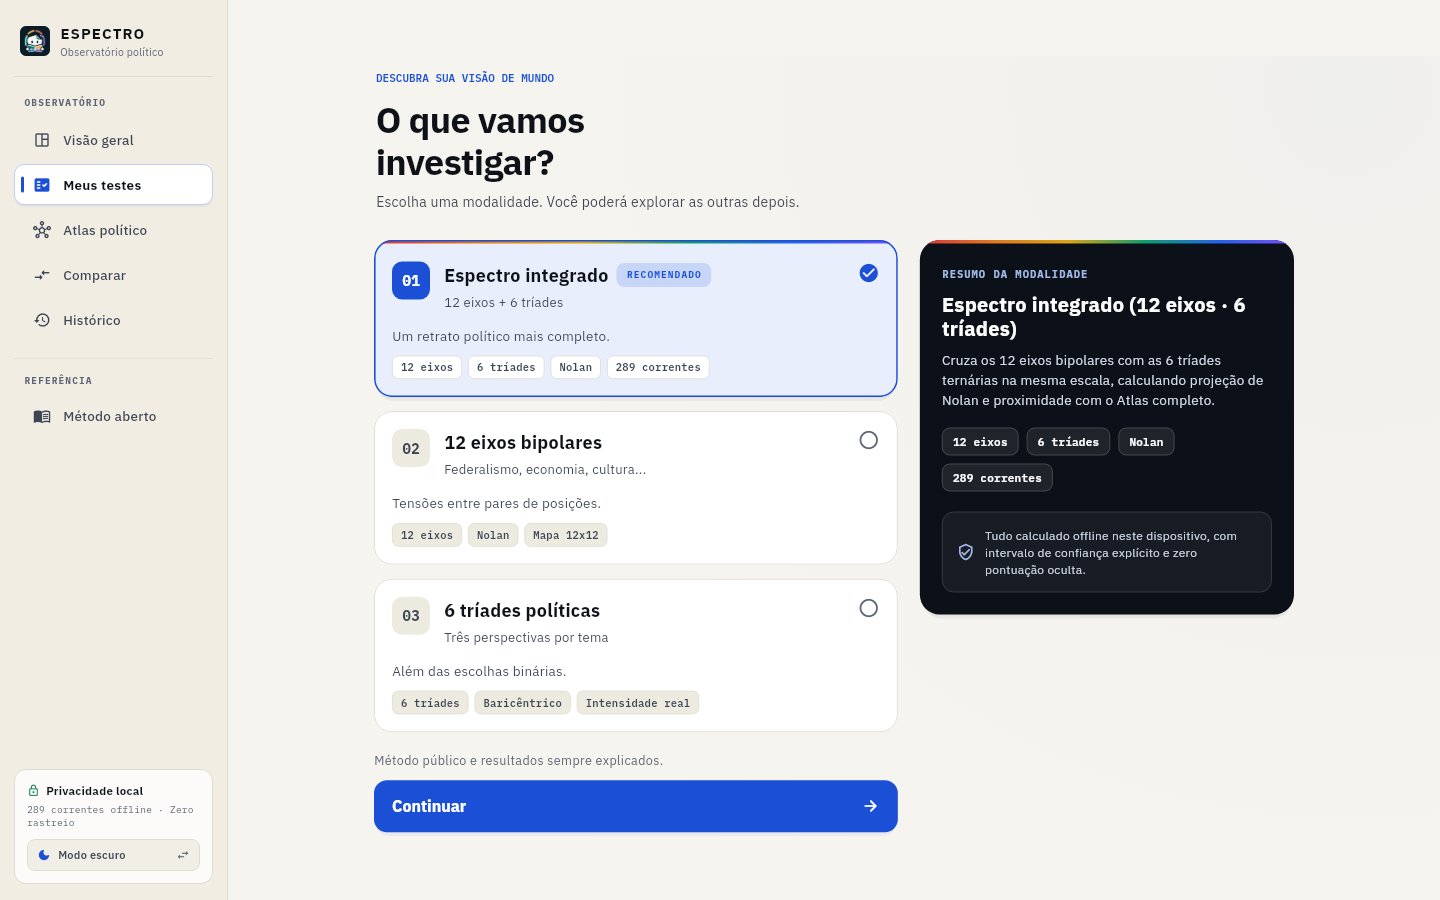 ESPECTRO
Observatório político
OBSERVATÓRIO
Visão geral
Meus testes
Atlas político
Comparar
Histórico
REFERÊNCIA
Método aberto
Privacidade local
289 correntes offline · Zero
rastreio
Modo escuro
DESCUBRA SUA VISÃO DE MUNDO
O que vamos
investigar?
Escolha uma modalidade. Você poderá explorar as outras depois.
01
Espectro integrado
RECOMENDADO
12 eixos + 6 tríades
Um retrato político mais completo.
12 eixos
6 tríades
Nolan
289 correntes
02
12 eixos bipolares
Federalismo, economia, cultura...
Tensões entre pares de posições.
12 eixos
Nolan
Mapa 12x12
03
6 tríades políticas
Três perspectivas por tema
Além das escolhas binárias.
6 tríades
Baricêntrico
Intensidade real
Método público e resultados sempre explicados.
Continuar
RESUMO DA MODALIDADE
Espectro integrado (12 eixos · 6
tríades)
Cruza os 12 eixos bipolares com as 6 tríades
ternárias na mesma escala, calculando projeção de
Nolan e proximidade com o Atlas completo.
12 eixos
6 tríades
Nolan
289 correntes
Tudo calculado offline neste dispositivo, com
intervalo de confiança explícito e zero
pontuação oculta.